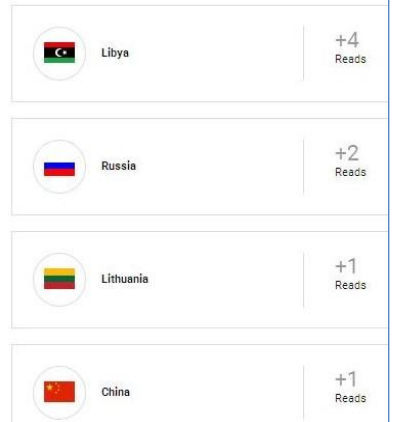 Libya
+4
Reads
Russia
+2
Reads
Lithuania
+1
Reads
China
+1
Reads